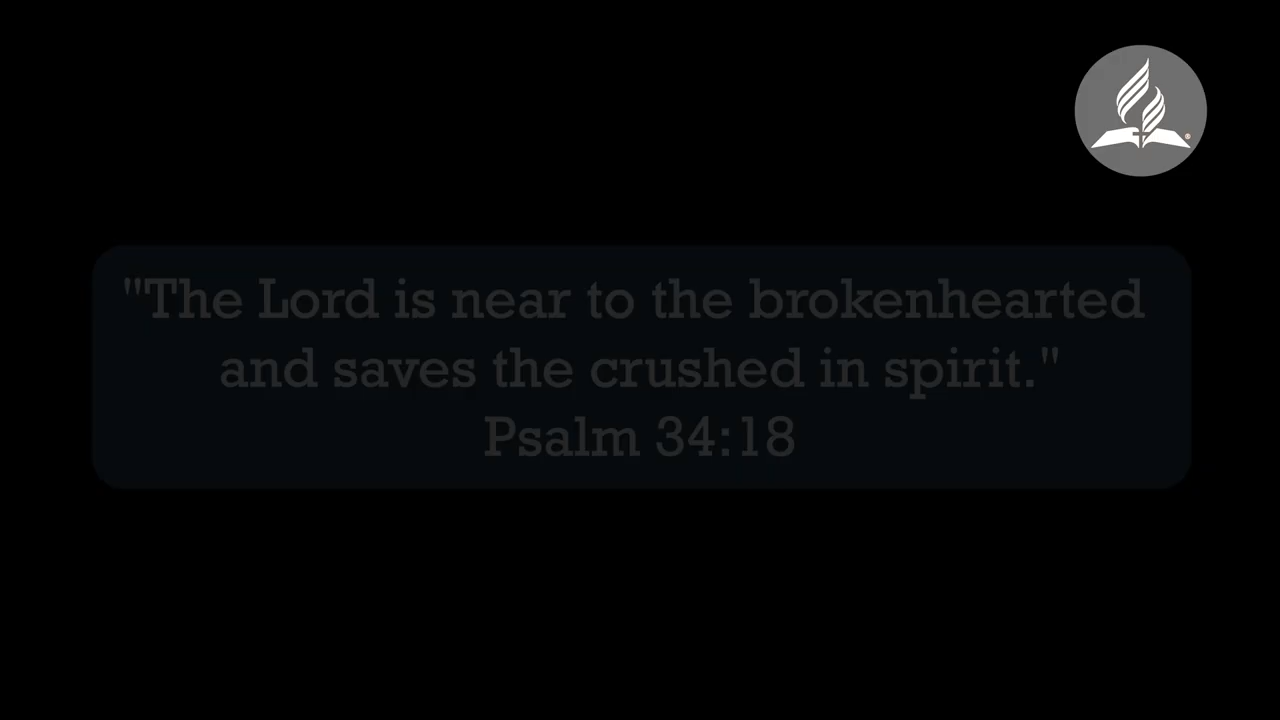 "The Lord is near to the brokenhearted
and saves the crushed in spirit."
Psalm 34:18